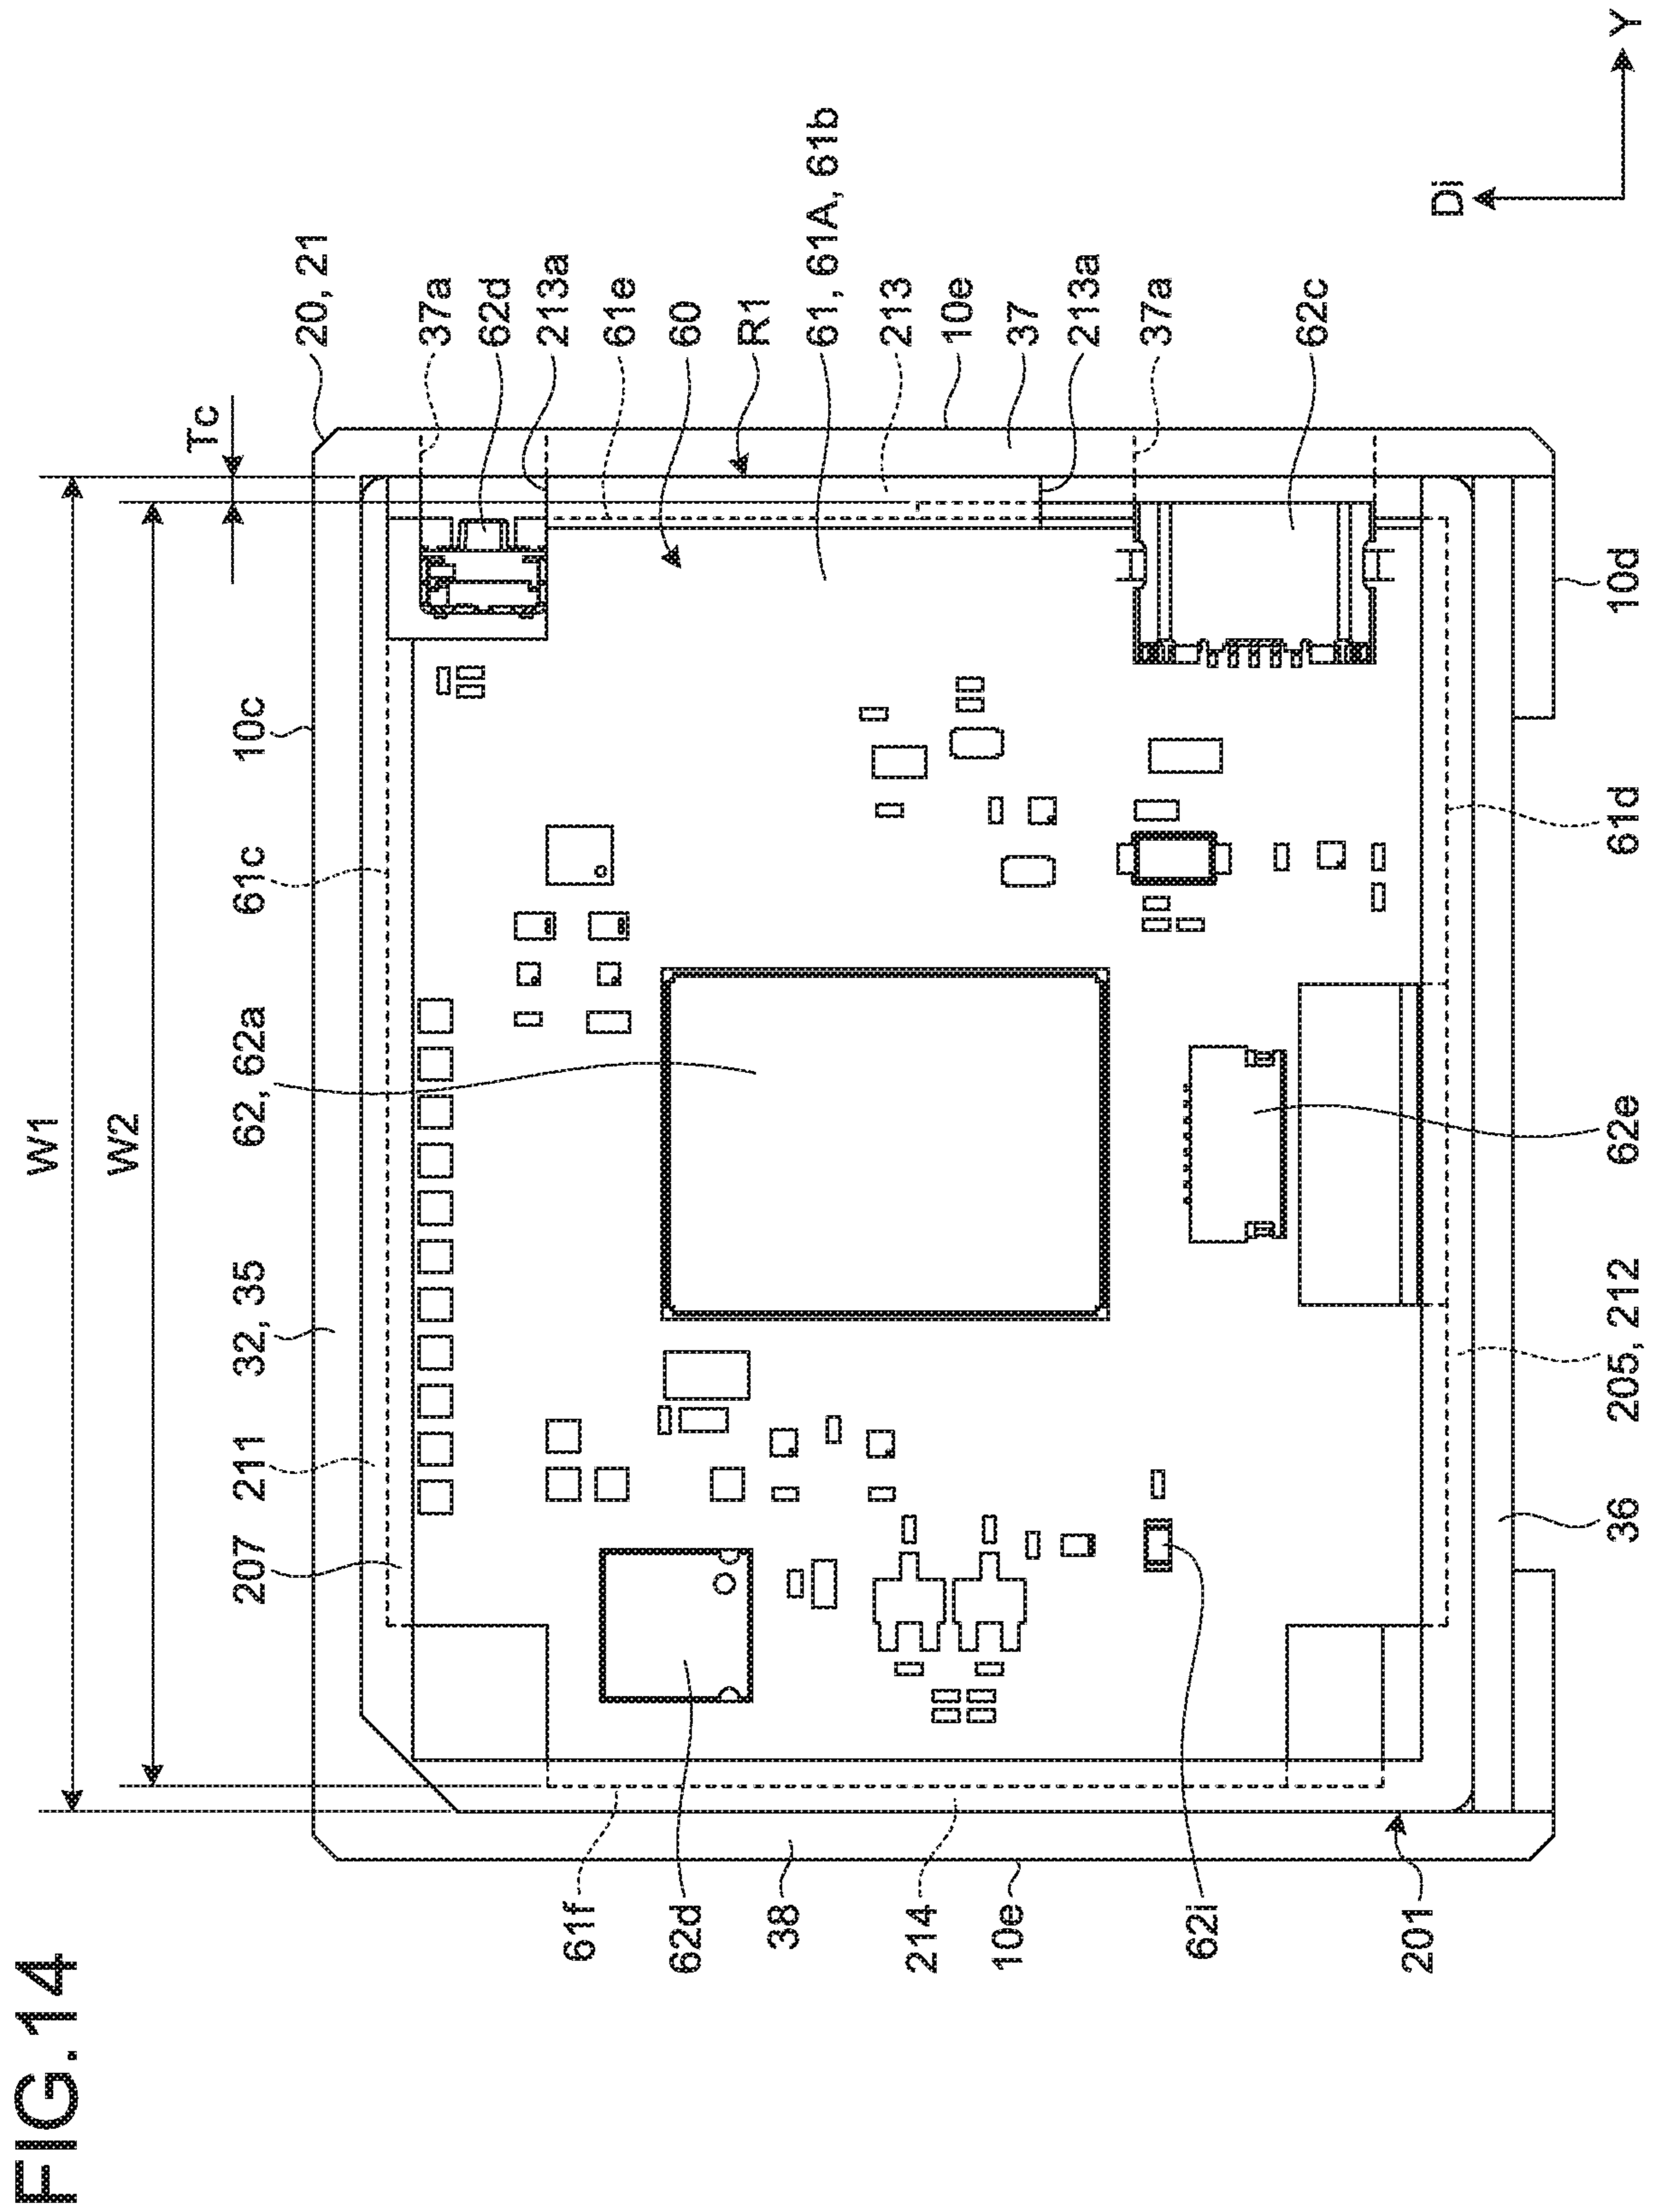 FIG.14
W1
W2
Tc
207
211
32, 35
62, 62a
61c
10c
20, 21
37a
62d
213a
61e
60
R1
61, 61A, 61b
213
10e
37
213a
37a
62c
61f
62d
38
214
10e
62i
201
36
205, 212
62e
61d
10d
Di
Y